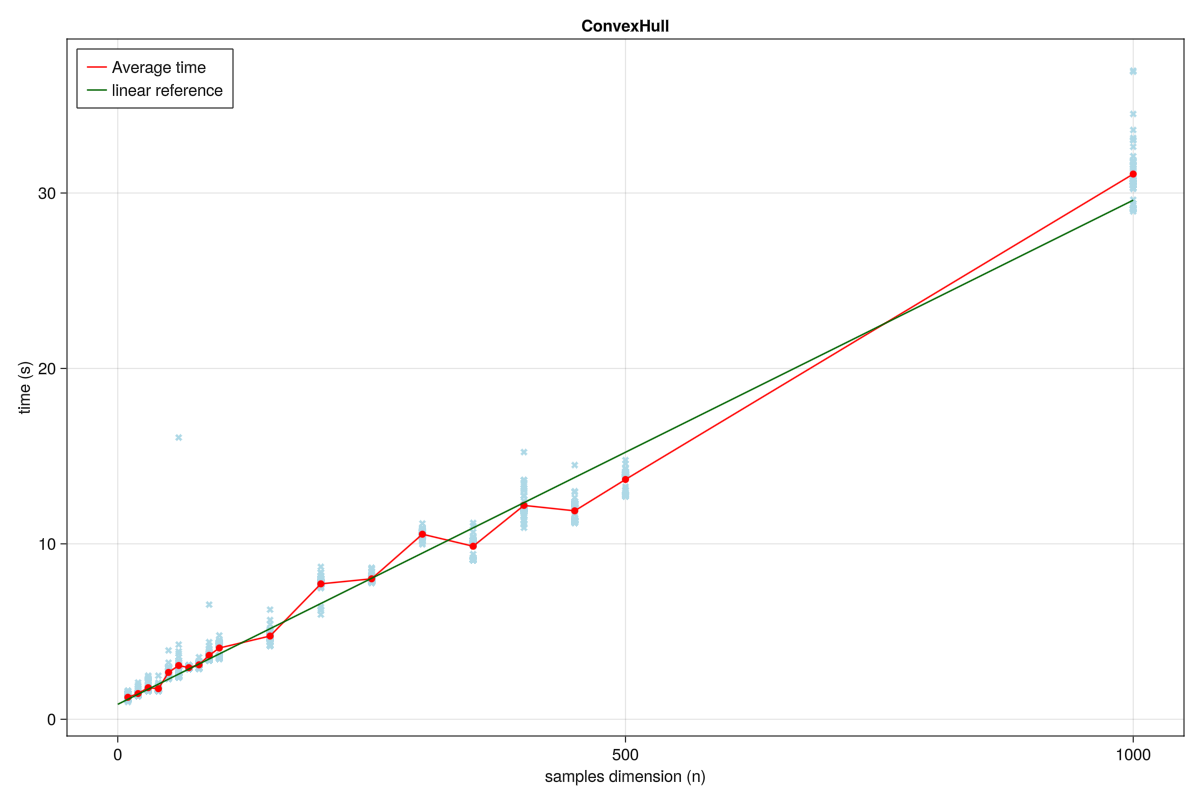 ConvexHull
Average time
linear reference
time (s)
30
20
10
0
0
500
1000
samples dimension (n)